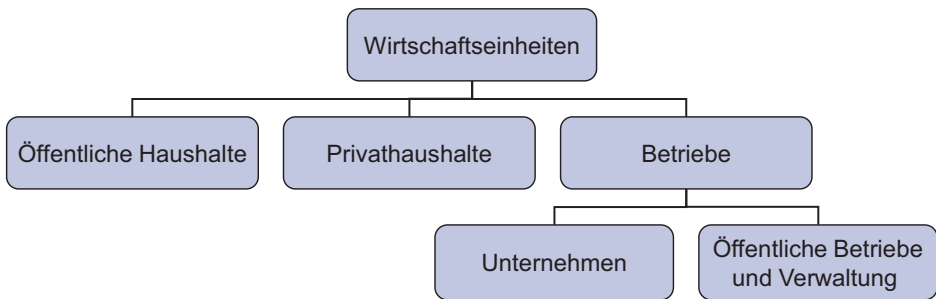 Wirtschaftseinheiten
Öffentliche Haushalte
Privathaushalte
Betriebe
Unternehmen
Öffentliche Betriebe
und Verwaltung